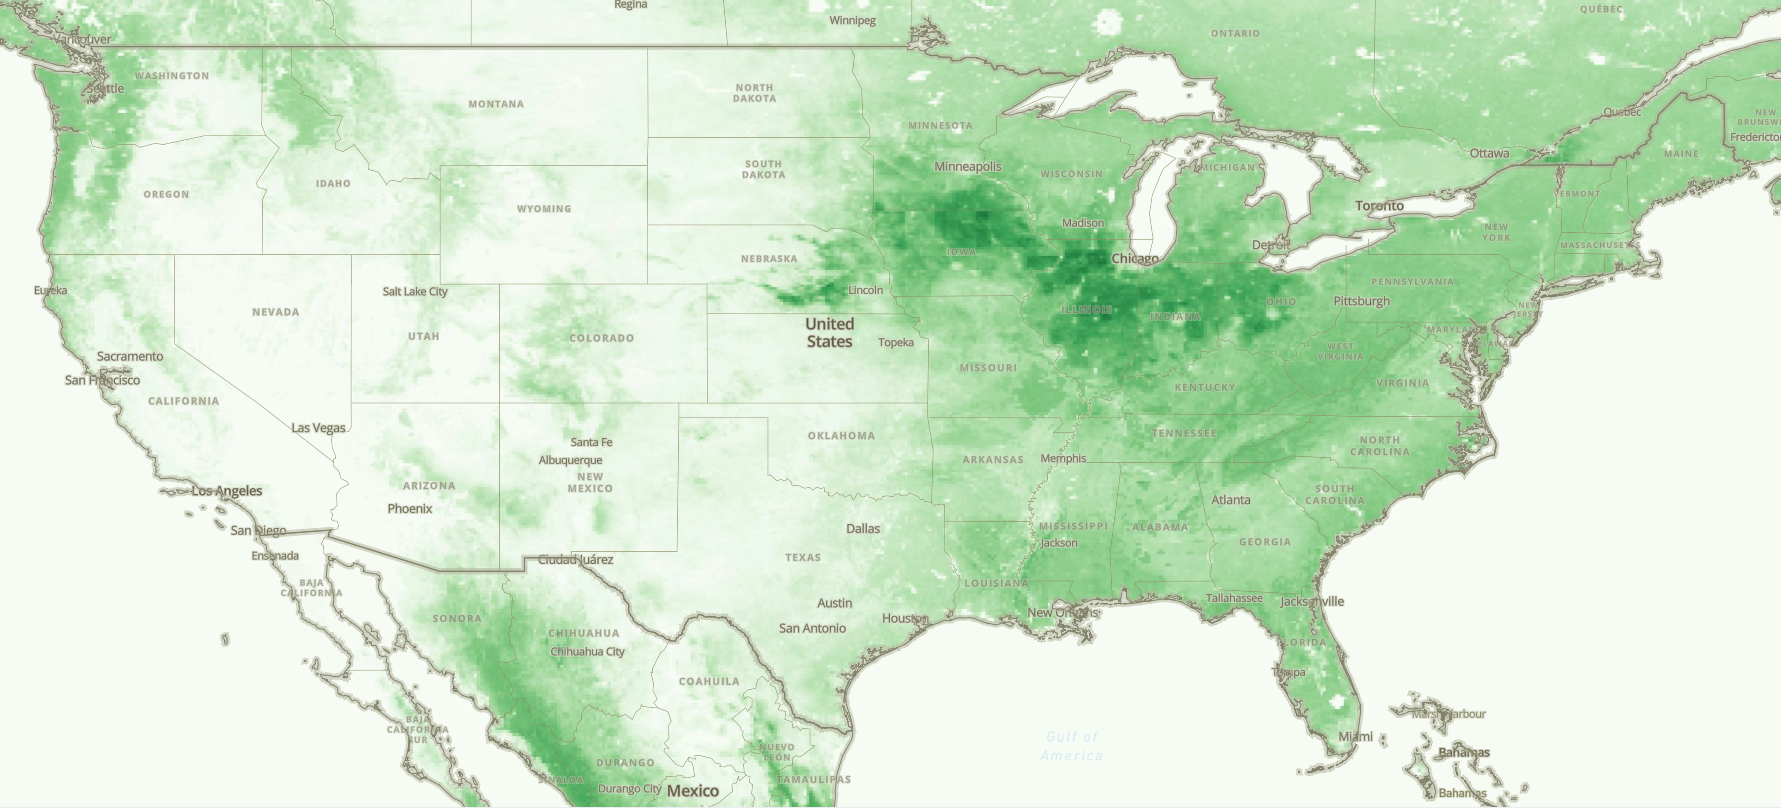 Regina
Winnipeg
QUÉBEC
ONTARIO
Vancouver
WASHINGTON
Seattle
MONTANA
NORTH
DAKOTA
MINNESOTA
Quebec
NEW
BRUNSWI
Fredericto
Ottawa
MAINE
OREGON
IDAHO
SOUTH
DAKOTA
Minneapolis
WISCONSIN
MICHIGAN
VERMONT
WYOMING
Madison
Toronto
NEW
YORK
Detroit
MASSACHUSETTS
NEBRASKA
IOWA
Chicago
Eureka
Salt Lake City
Lincoln
PENNSYLVANIA
NEVADA
ILLINOIS
INDIANA
OHIO
Pittsburgh
NEW
JERSEY
UTAH
COLORADO
United
States
Topeka
MARYLAND
WEST
VIRGINIA
Sacramento
San Francisco
MISSOURI
KENTUCKY
VIRGINIA
CALIFORNIA
Las Vegas
Santa Fe
Albuquerque
NEW
MEXICO
OKLAHOMA
TENNESSEE
NORTH
CAROLINA
ARKANSAS
Memphis
Los Angeles
ARIZONA
Phoenix
SOUTH
CAROLINA
Atlanta
San Diego
Ensenada
Ciudad Juárez
Dallas
TEXAS
MISSISSIPPI
Jackson
ALABAMA
GEORGIA
BAJA
CALIFORNIA
LOUISIANA
SONORA
CHIHUAHUA
Chihuahua City
Austin
San Antonio
Houston
New Orleans
Tallahassee
Jacksonville
FLORIDA
Tampa
COAHUILA
BAJA
CALIFORNIA
SUR
NUEVO
LEÓN
Gulf of
America
Miami
Marsh Harbour
Bahamas
DURANGO
SINALOA
Durango City
Mexico
TAMAULIPAS
Bahamas